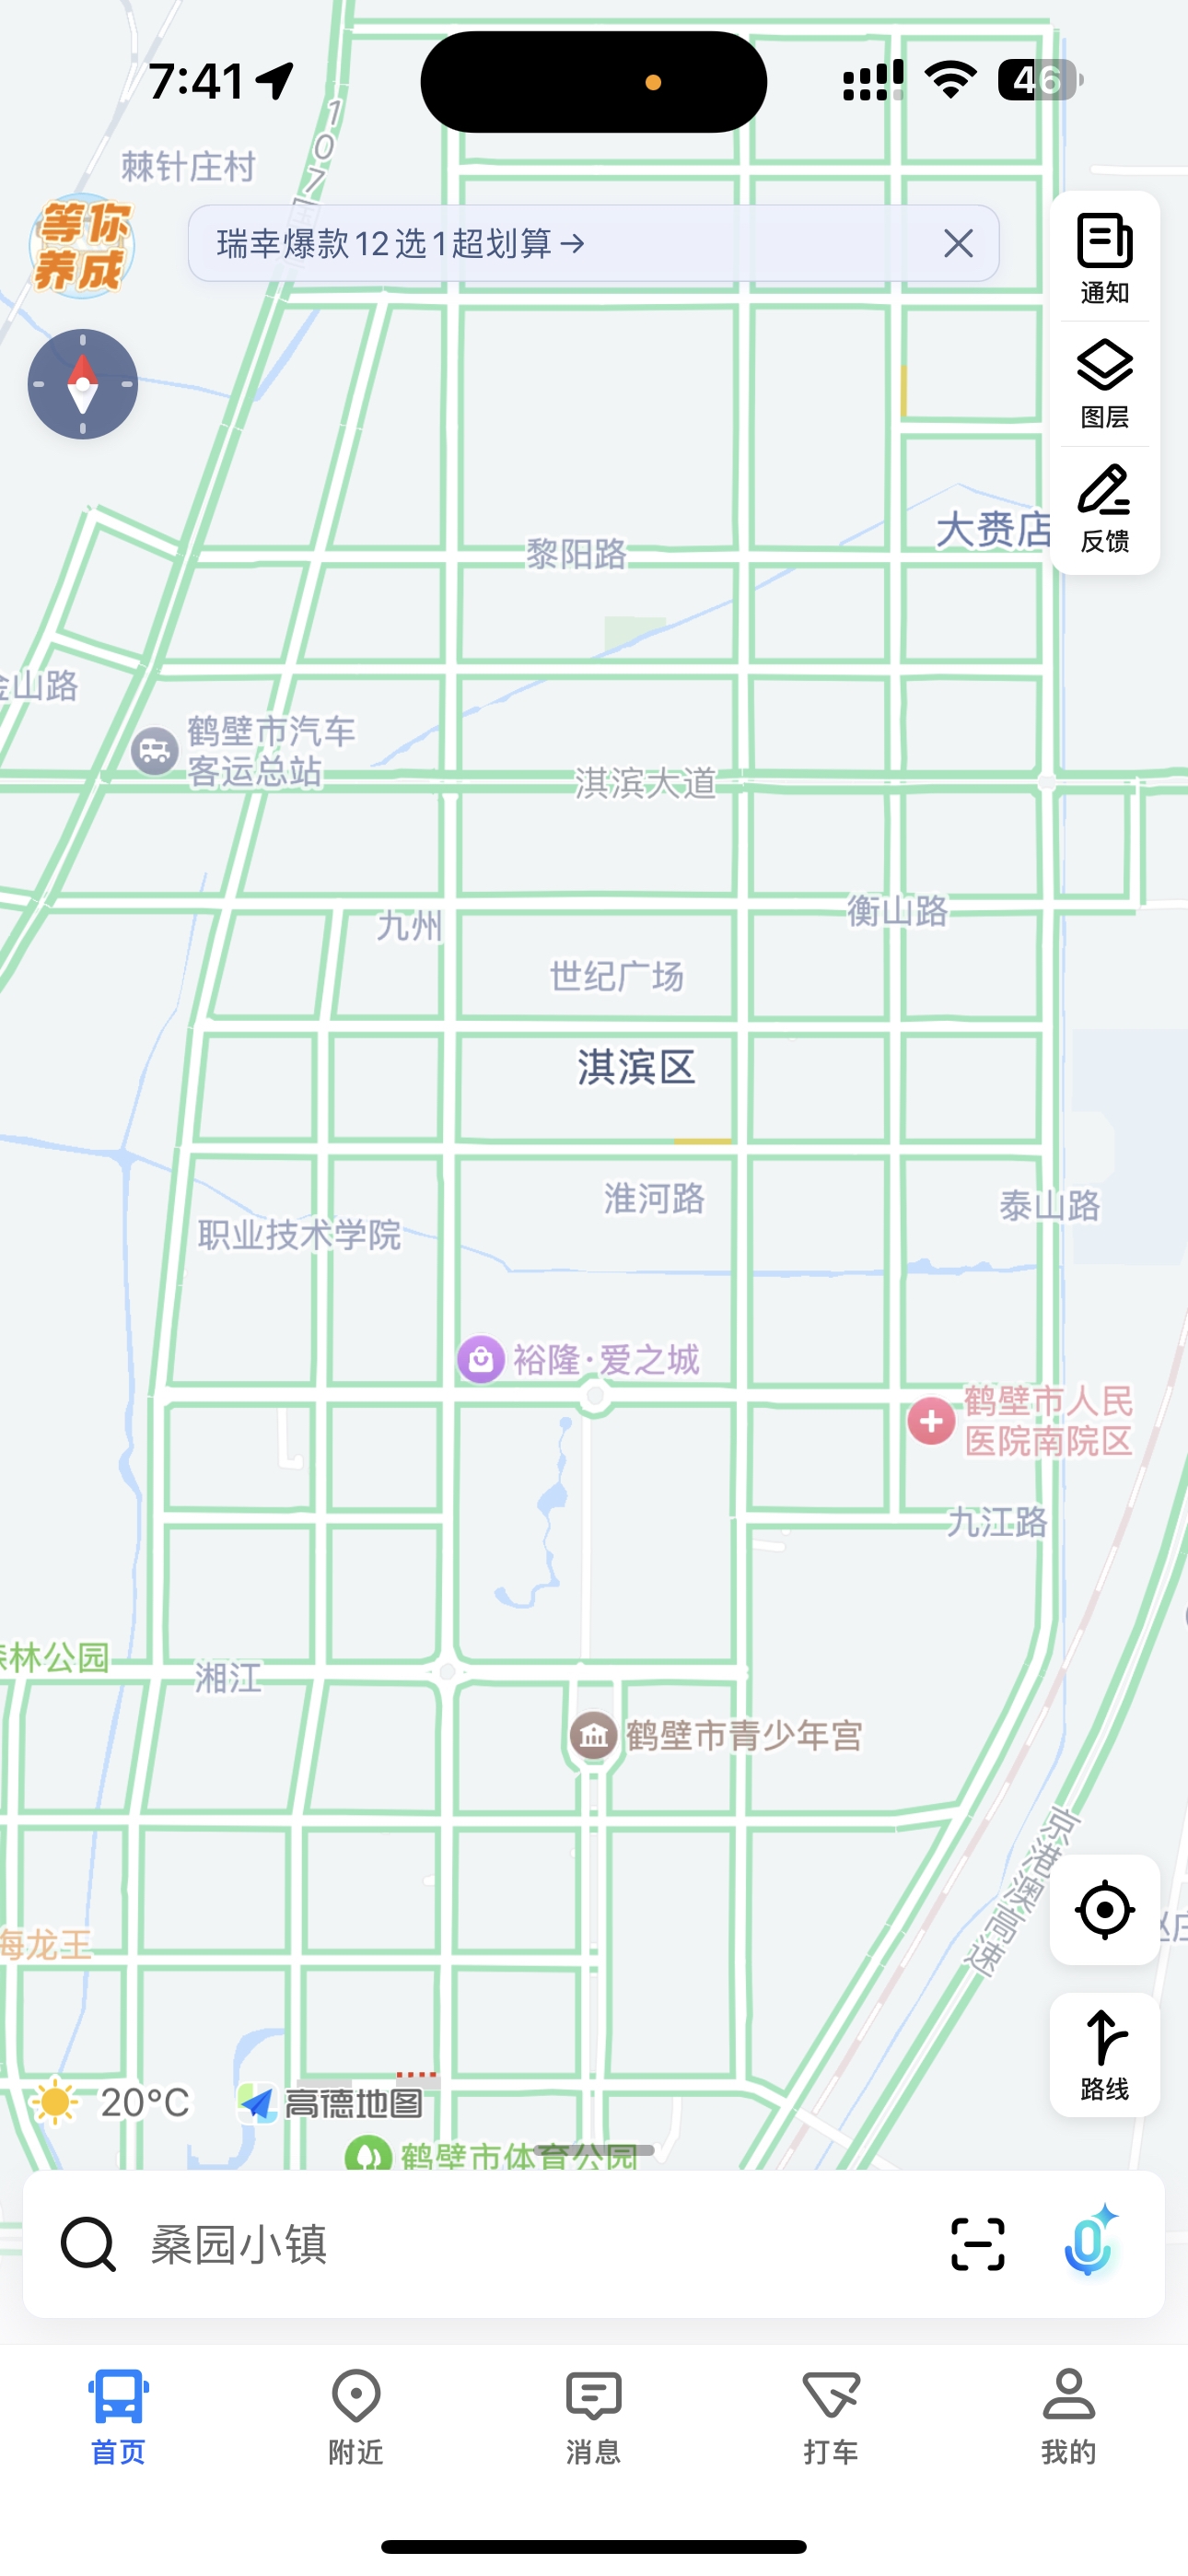 7:41
46
107国
棘针庄村
等你
养成
瑞幸爆款12选1超划算→
通知
图层
反馈
大赉店
黎阳路
金山路
鹤壁市汽车
客运总站
淇滨大道
九州
衡山路
世纪广场
淇滨区
淮河路
泰山路
职业技术学院
裕隆·爱之城
鹤壁市人民
医院南院区
九江路
森林公园
湘江
鹤壁市青少年宫
京港澳高速
海龙王
路线
20°C
高德地图
鹤壁市体育公园
桑园小镇
首页
附近
消息
打车
我的